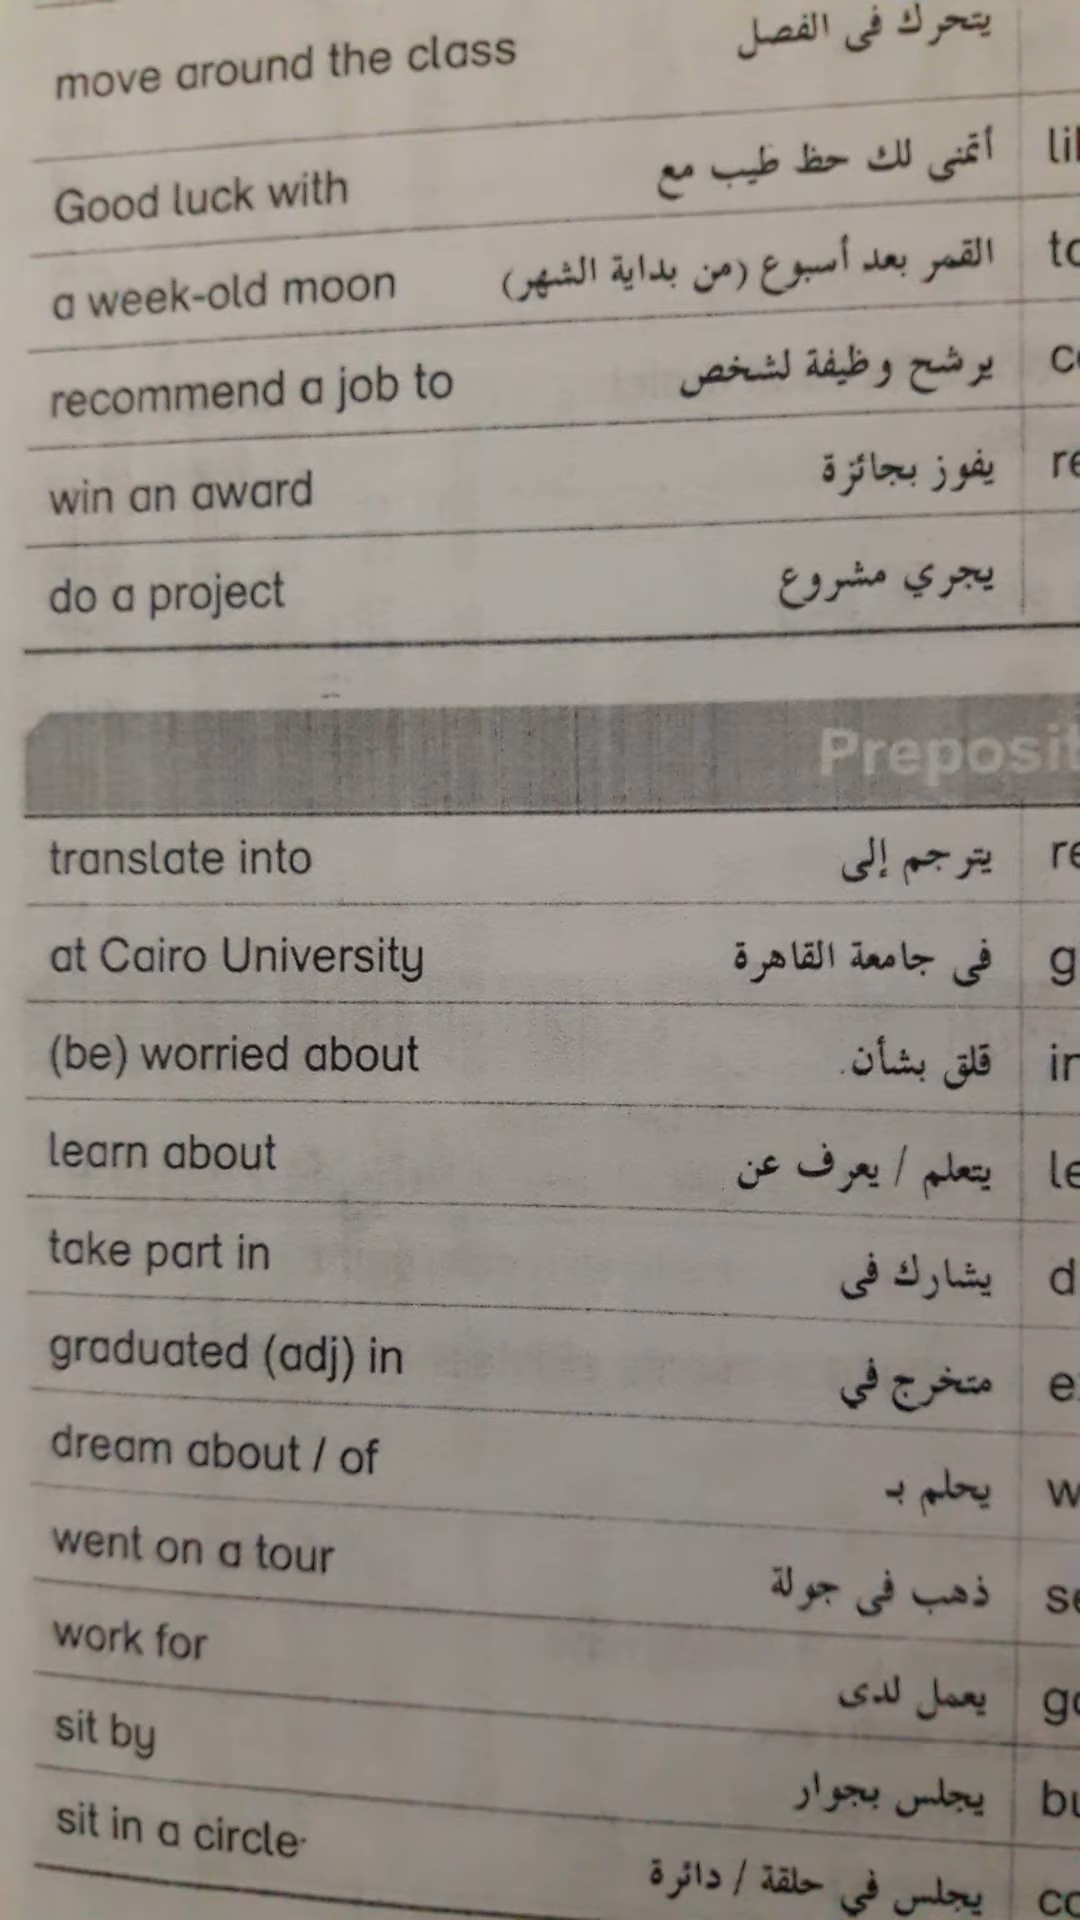 move around the class يتحرك فى الفصل
Good luck with أتمنى لك حظ طيب مع
a week-old moon القمر بعد أسبوع (من بداية الشهر)
recommend a job to يرشح وظيفة لشخص
win an award يفوز بجائزة
do a project يجري مشروع
translate into يترجم إلى
at Cairo University فى جامعة القاهرة
(be) worried about قلق بشأن.
learn about يتعلم / يعرف عن
take part in يشارك فى
graduated (adj) in متخرج في
dream about / of يحلم بـ
went on a tour ذهب فى جولة
work for يعمل لدى
sit by يجلس بجوار
sit in a circle يجلس في حلقة / دائرة